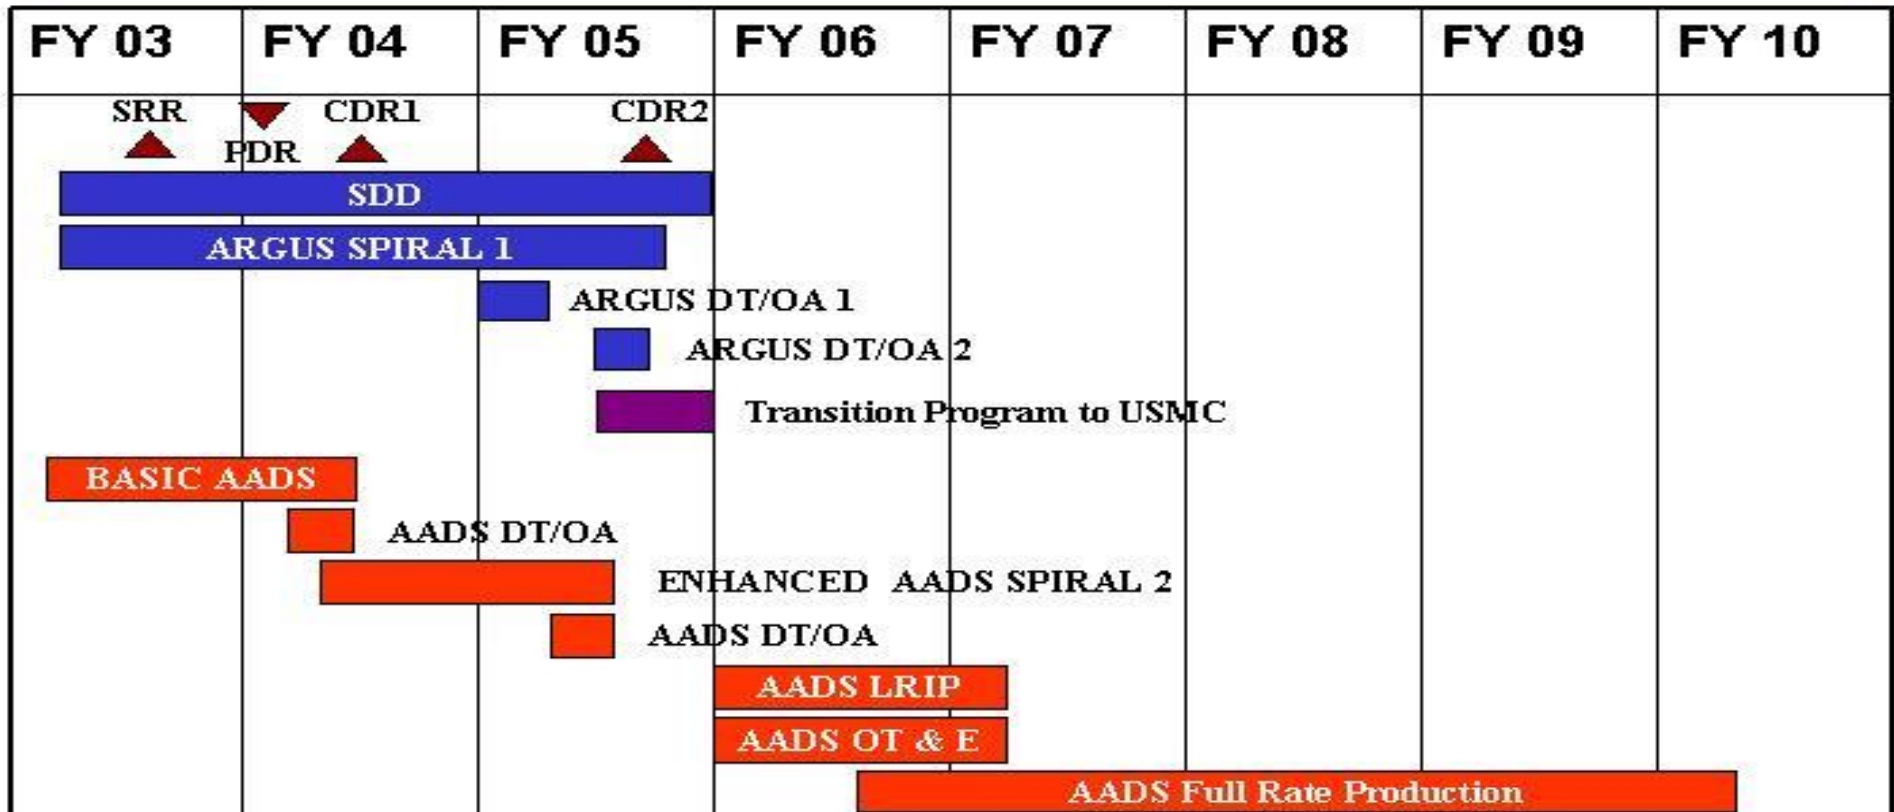 FY 03 FY 04 FY 05 FY 06 FY 07 FY 08 FY 09 FY 10
SRR CDR1 CDR2
PDR
SDD
ARGUS SPIRAL 1
ARGUS DT/OA 1
ARGUS DT/OA 2
Transition Program to USMC
BASIC AADS
AADS DT/OA
ENHANCED AADS SPIRAL 2
AADS DT/OA
AADS LRIP
AADS OT & E
AADS Full Rate Production